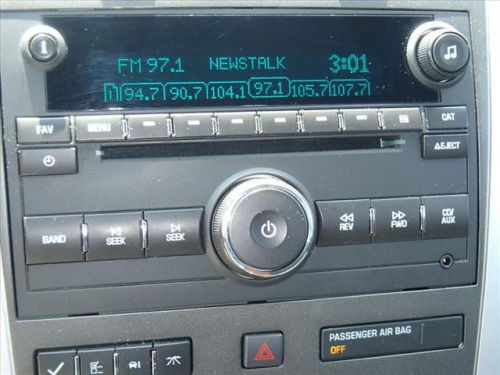 FM 97.1 NEWSTALK 3:01
94.7 90.7 104.1 97.1 105.7 107.7
FAV MENU CAT
EJECT
BAND SEEK SEEK REV FWD CD/
AUX
PASSENGER AIR BAG
OFF